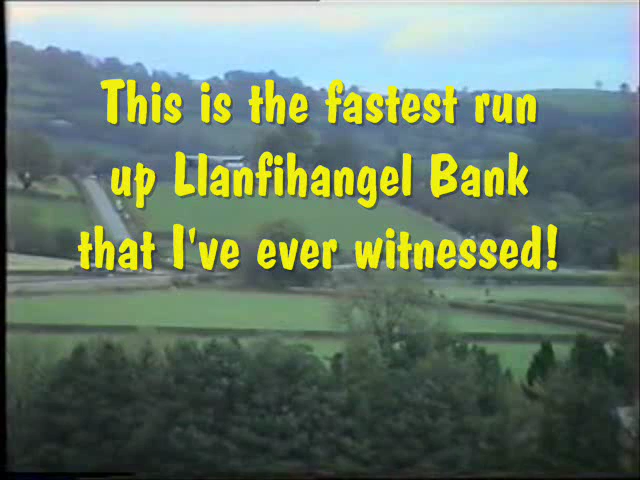 This is the fastest run
up Llanfihangel Bank
that I've ever witnessed!